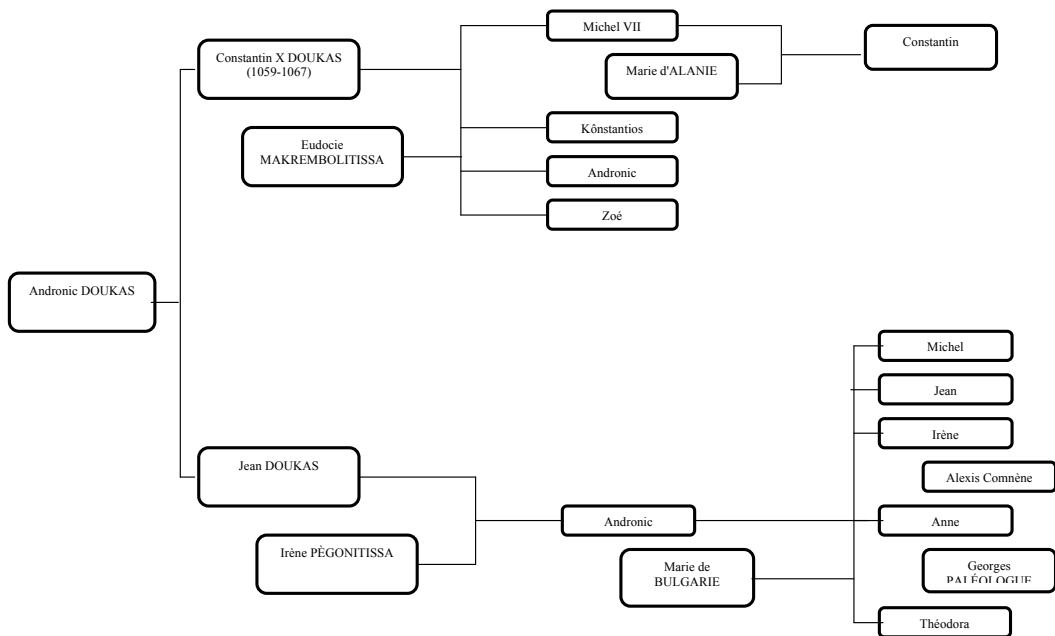 Michel VII
Constantin
Constantin X DOUKAS
(1059-1067)
Marie d'ALANIE
Kônstantios
Eudocie
MAKREMBOLITISSA
Andronic
Zoé
Andronic DOUKAS
Michel
Jean
Irène
Jean DOUKAS
Alexis Comnène
Andronic
Anne
Irène PÈGONITISSA
Marie de
BULGARIE
Georges
PALÉOLOGUE
Théodora